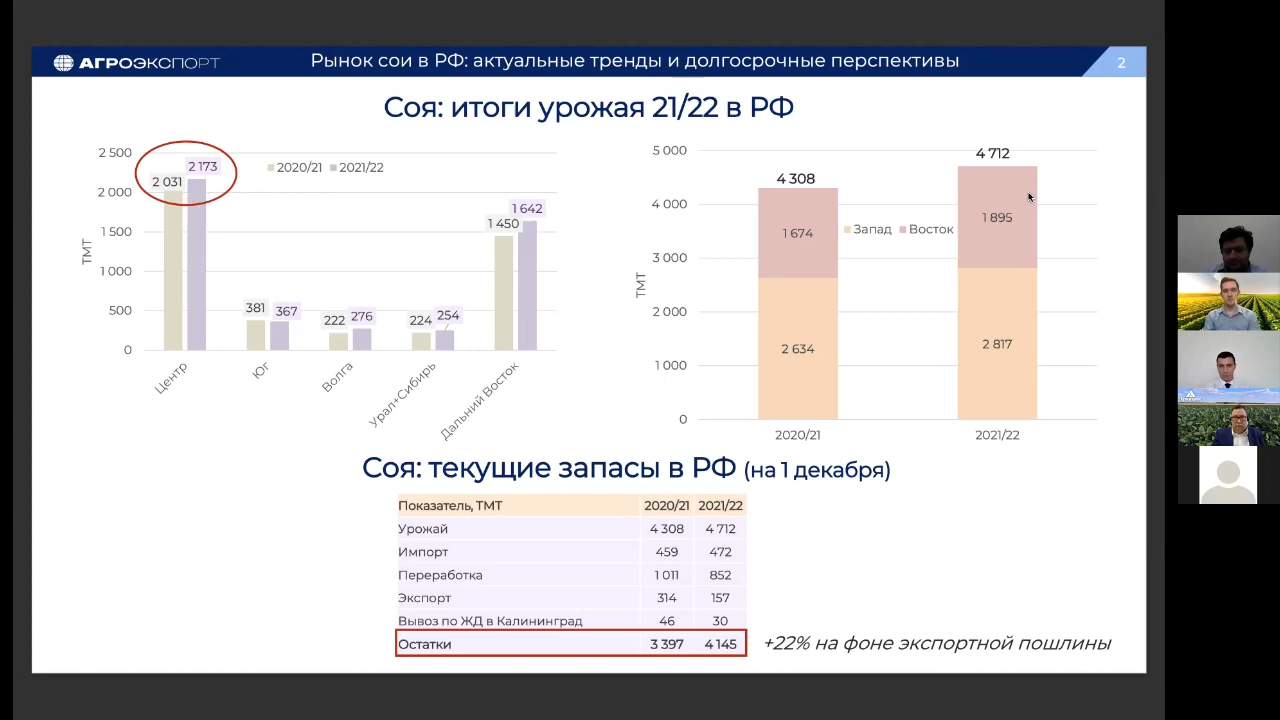 АГРОЭКСПОРТ
Рынок сои в РФ: актуальные тренды и долгосрочные перспективы
2
Соя: итоги урожая 21/22 в РФ
2 500
2 000
1 500
1 000
500
0
ТМТ
2020/21 2021/22
2 031 2 173
381 367
222 276
224 254
1 450 1 642
Центр
Юг
Волга
Урал+Сибирь
Дальний Восток
5 000
4 000
3 000
2 000
1 000
0
ТМТ
4 308
1 674
2 634
Запад Восток
4 712
1 895
2 817
2020/21 2021/22
Соя: текущие запасы в РФ (на 1 декабря)
Показатель, ТМТ 2020/21 2021/22
Урожай 4 308 4 712
Импорт 459 472
Переработка 1 011 852
Экспорт 314 157
Вывоз по ЖД в Калининград 46 30
Остатки 3 397 4 145
+22% на фоне экспортной пошлины